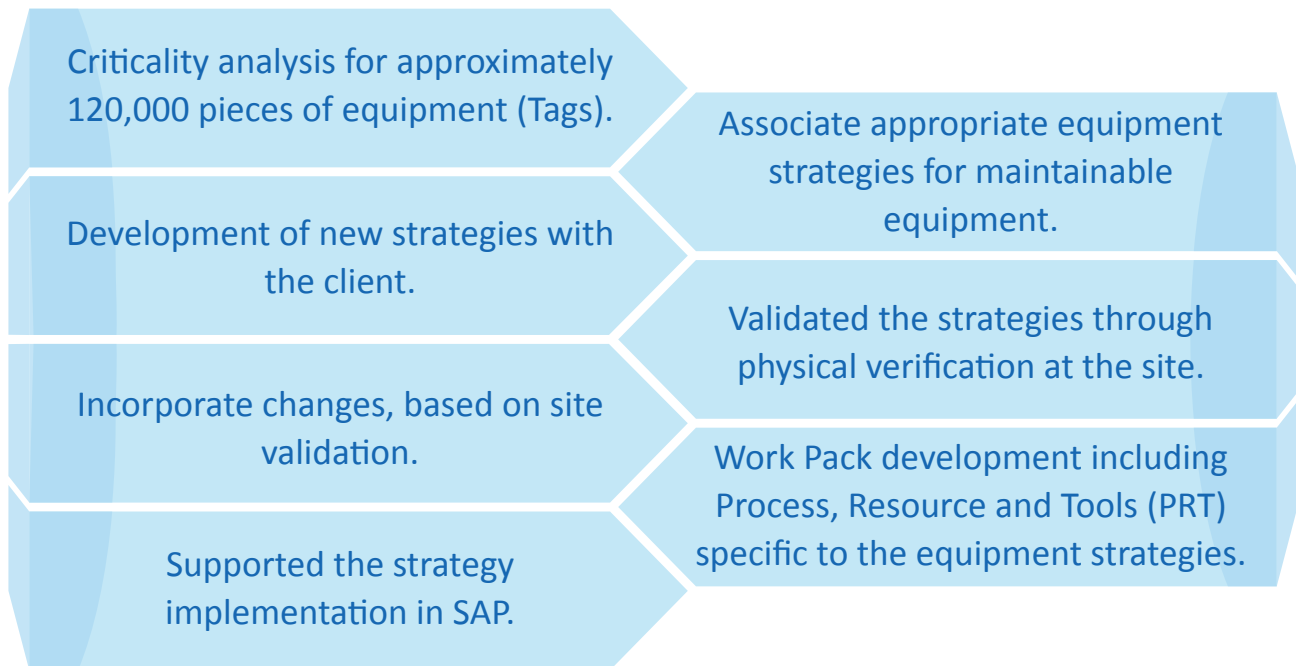 Criticality analysis for approximately
120,000 pieces of equipment (Tags).
Associate appropriate equipment
strategies for maintainable
equipment.
Development of new strategies with
the client.
Validated the strategies through
physical verification at the site.
Incorporate changes, based on site
validation.
Work Pack development including
Process, Resource and Tools (PRT)
specific to the equipment strategies.
Supported the strategy
implementation in SAP.